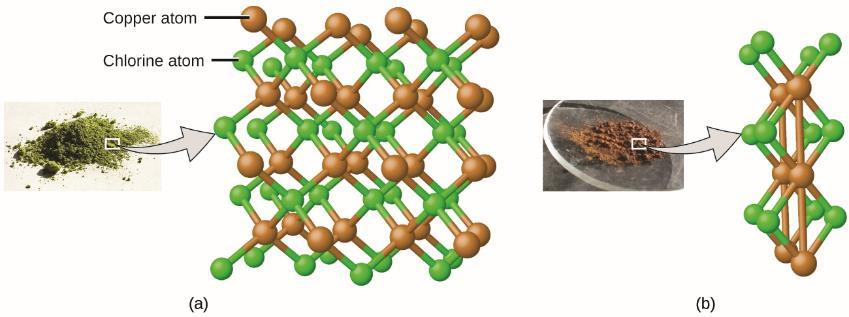 Copper atom
Chlorine atom
(a)
(b)